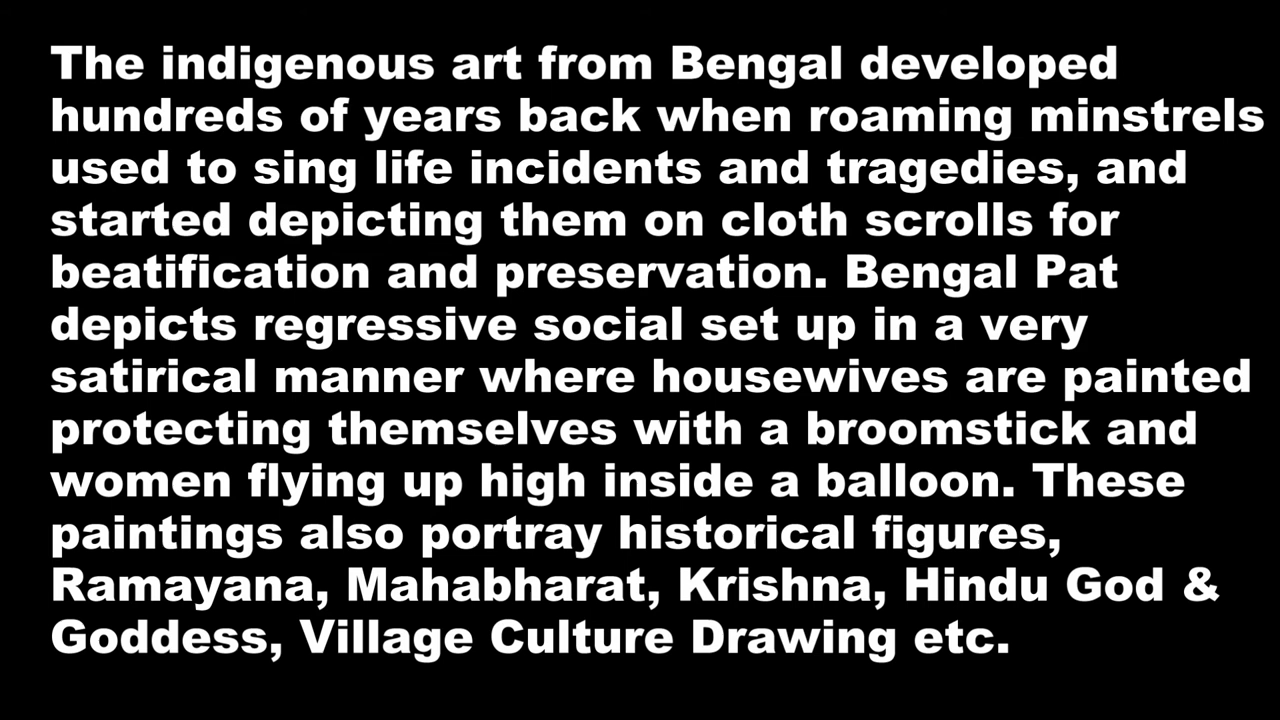 The indigenous art from Bengal developed
hundreds of years back when roaming minstrels
used to sing life incidents and tragedies, and
started depicting them on cloth scrolls for
beatification and preservation. Bengal Pat
depicts regressive social set up in a very
satirical manner where housewives are painted
protecting themselves with a broomstick and
women flying up high inside a balloon. These
paintings also portray historical figures,
Ramayana, Mahabharat, Krishna, Hindu God &
Goddess, Village Culture Drawing etc.